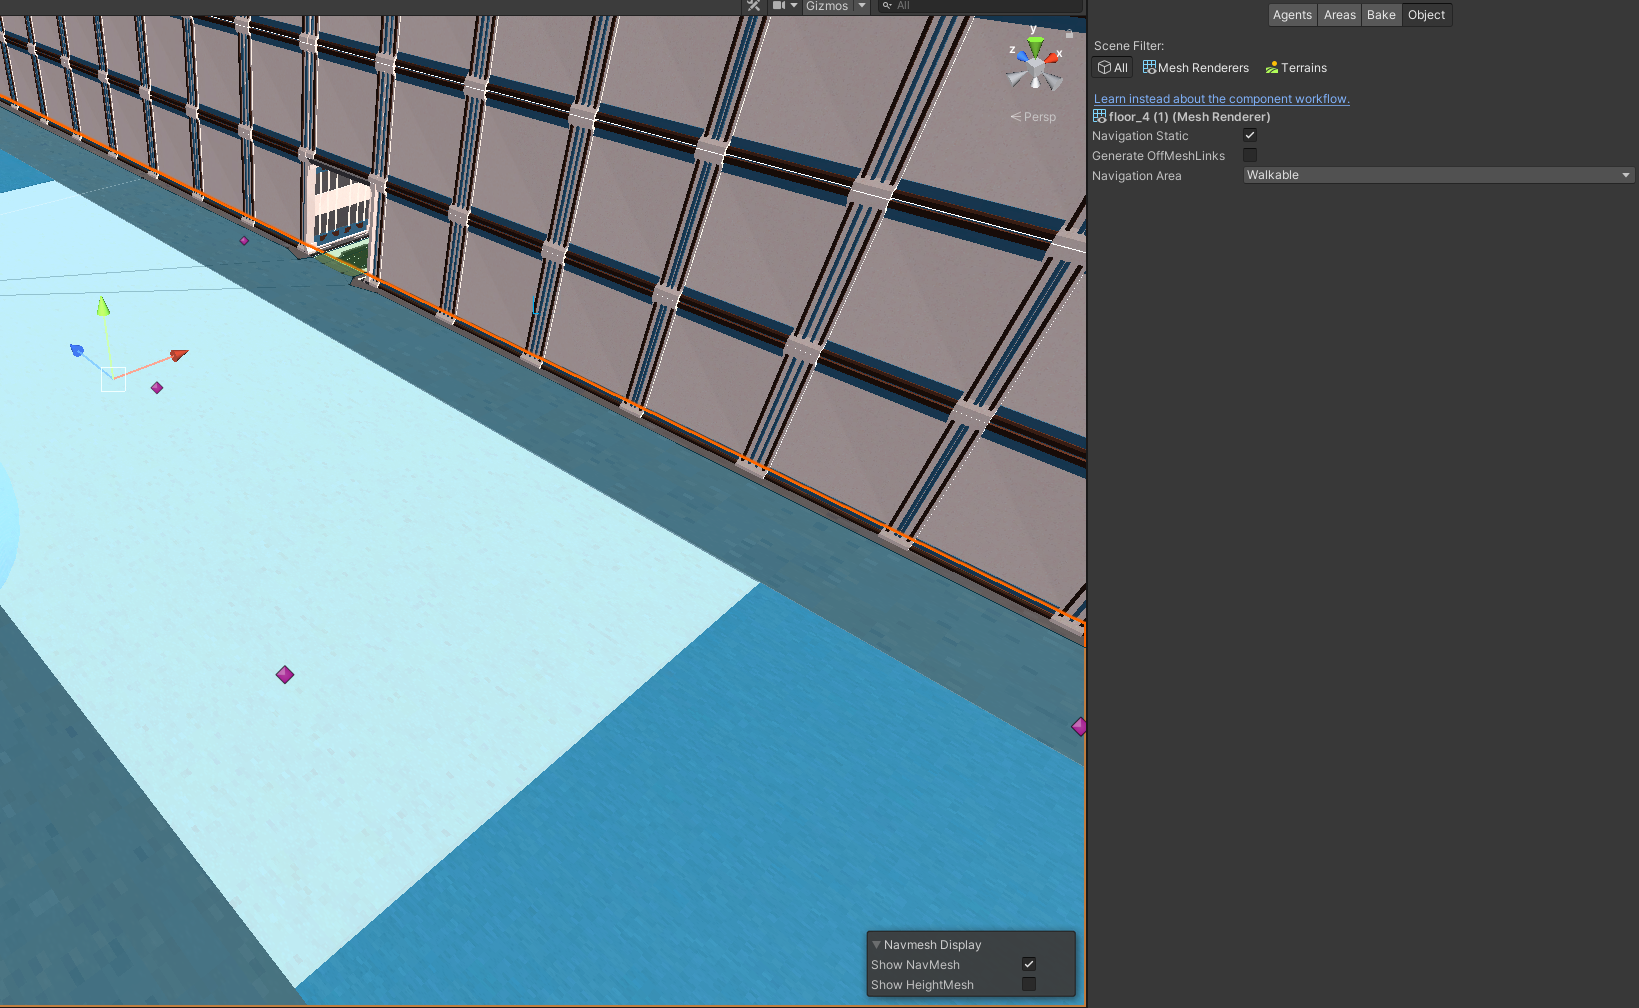 Gizmos All
y
z x
Persp
Agents Areas Bake Object
Scene Filter:
All Mesh Renderers Terrains
Learn instead about the component workflow.
floor_4 (1) (Mesh Renderer)
Navigation Static
Generate OffMeshLinks
Navigation Area Walkable
Navmesh Display
Show NavMesh
Show HeightMesh